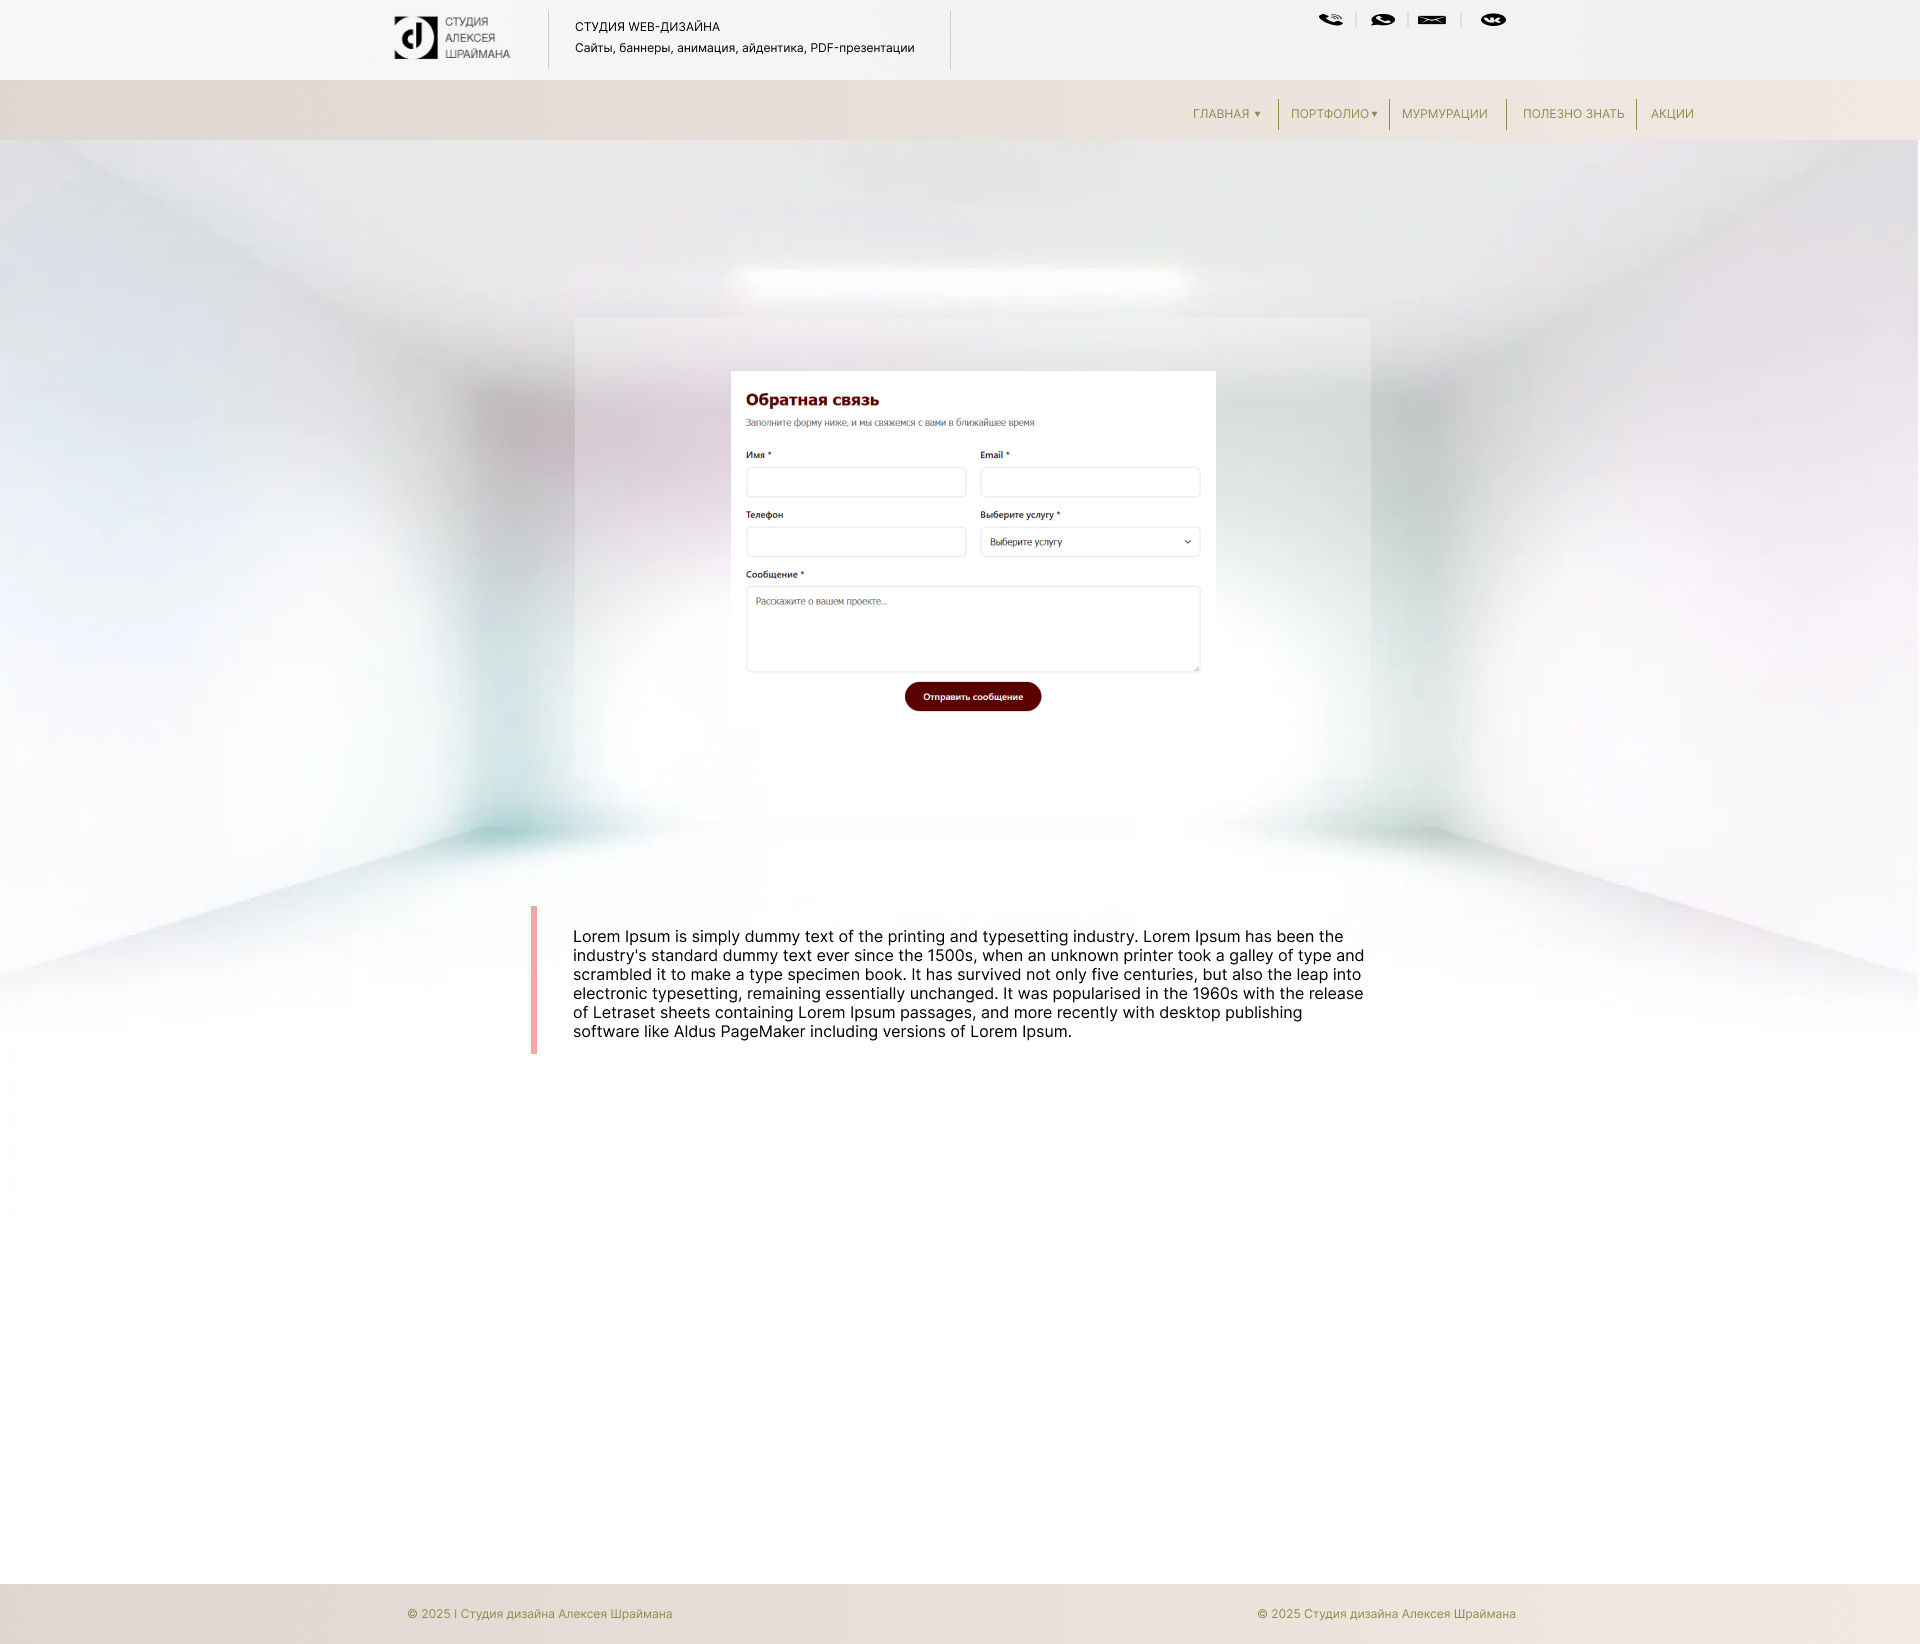 СТУДИЯ
АЛЕКСЕЯ
ШРАЙМАНА
СТУДИЯ WEB-ДИЗАЙНА
Сайты, баннеры, анимация, айдентика, PDF-презентации
ГЛАВНАЯ ▼
ПОРТФОЛИО ▼
МУРМУРАЦИИ
ПОЛЕЗНО ЗНАТЬ
АКЦИИ
Обратная связь
Заполните форму ниже, и мы свяжемся с вами в ближайшее время
Имя *
Email *
Телефон
Выберите услугу *
Выберите услугу
Сообщение *
Расскажите о вашем проекте...
Отправить сообщение
Lorem Ipsum is simply dummy text of the printing and typesetting industry. Lorem Ipsum has been the
industry's standard dummy text ever since the 1500s, when an unknown printer took a galley of type and
scrambled it to make a type specimen book. It has survived not only five centuries, but also the leap into
electronic typesetting, remaining essentially unchanged. It was popularised in the 1960s with the release
of Letraset sheets containing Lorem Ipsum passages, and more recently with desktop publishing
software like Aldus PageMaker including versions of Lorem Ipsum.
© 2025 I Студия дизайна Алексея Шраймана
© 2025 Студия дизайна Алексея Шраймана